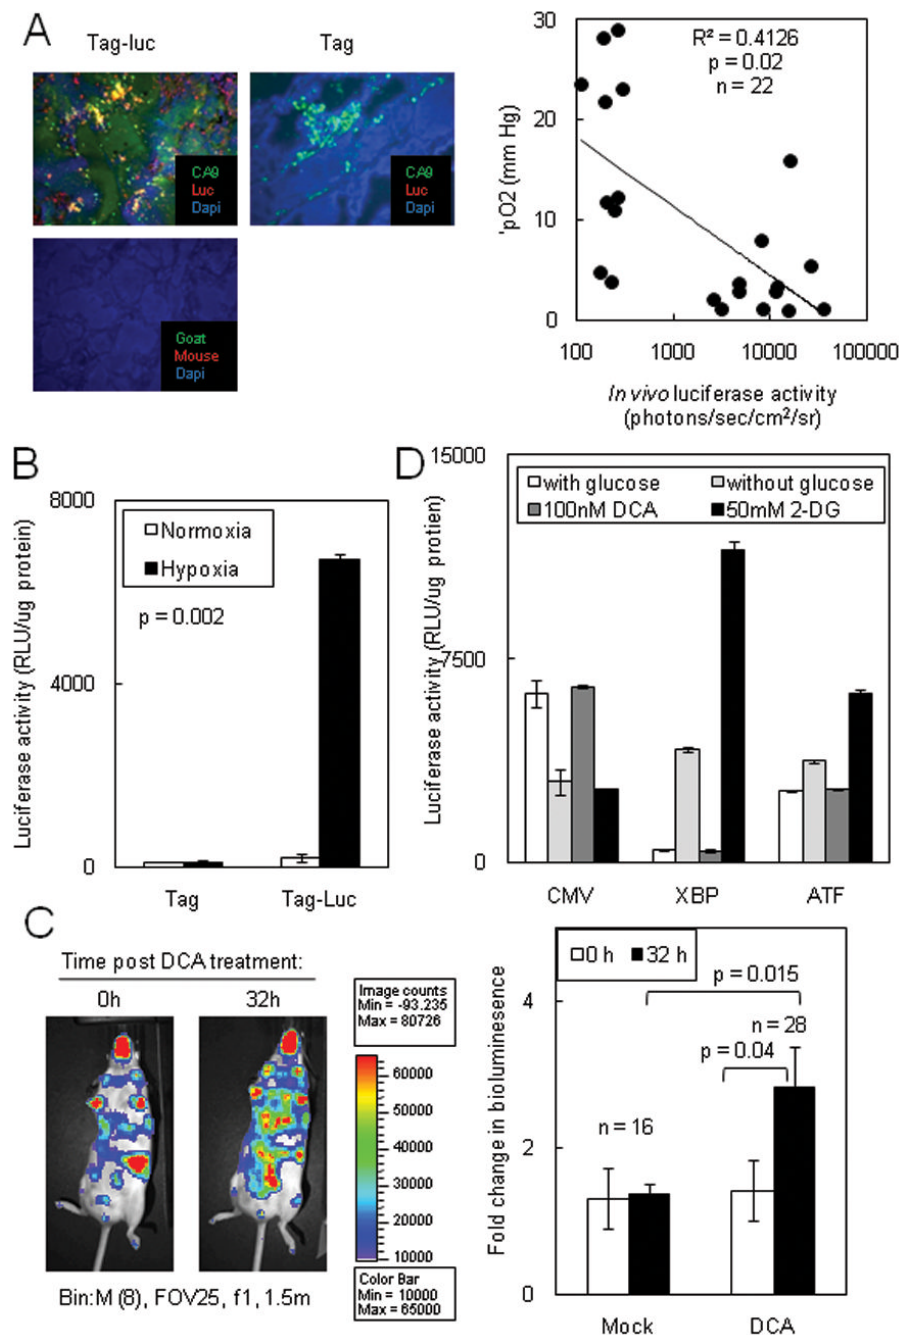 A
Tag-luc
Tag
CA9
Luc
Dapi
CA9
Luc
Dapi
Goat
Mouse
Dapi
'pO2 (mm Hg)
30
20
10
0
R² = 0.4126
p = 0.02
n = 22
100 1000 10000 100000
In vivo luciferase activity
(photons/sec/cm²/sr)
B
Luciferase activity (RLU/ug protein)
8000
4000
0
Normoxia
Hypoxia
p = 0.002
Tag Tag-Luc
D
Luciferase activity (RLU/ug protien)
15000
7500
0
with glucose without glucose
100nM DCA 50mM 2-DG
CMV XBP ATF
C
Time post DCA treatment:
0h 32h
Image counts
Min = -93.235
Max = 80726
60000
50000
40000
30000
20000
10000
Color Bar
Min = 10000
Max = 65000
Bin:M (8), FOV25, f1, 1.5m
Fold change in bioluminesence
4
2
0
0 h 32 h
p = 0.015
n = 28
p = 0.04
n = 16
Mock DCA